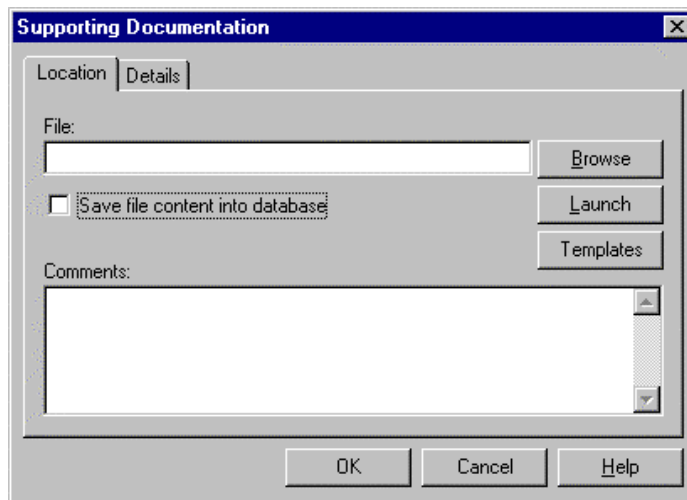 Supporting Documentation
Location Details
File:
Browse
Save file content into database
Launch
Templates
Comments:
OK Cancel Help